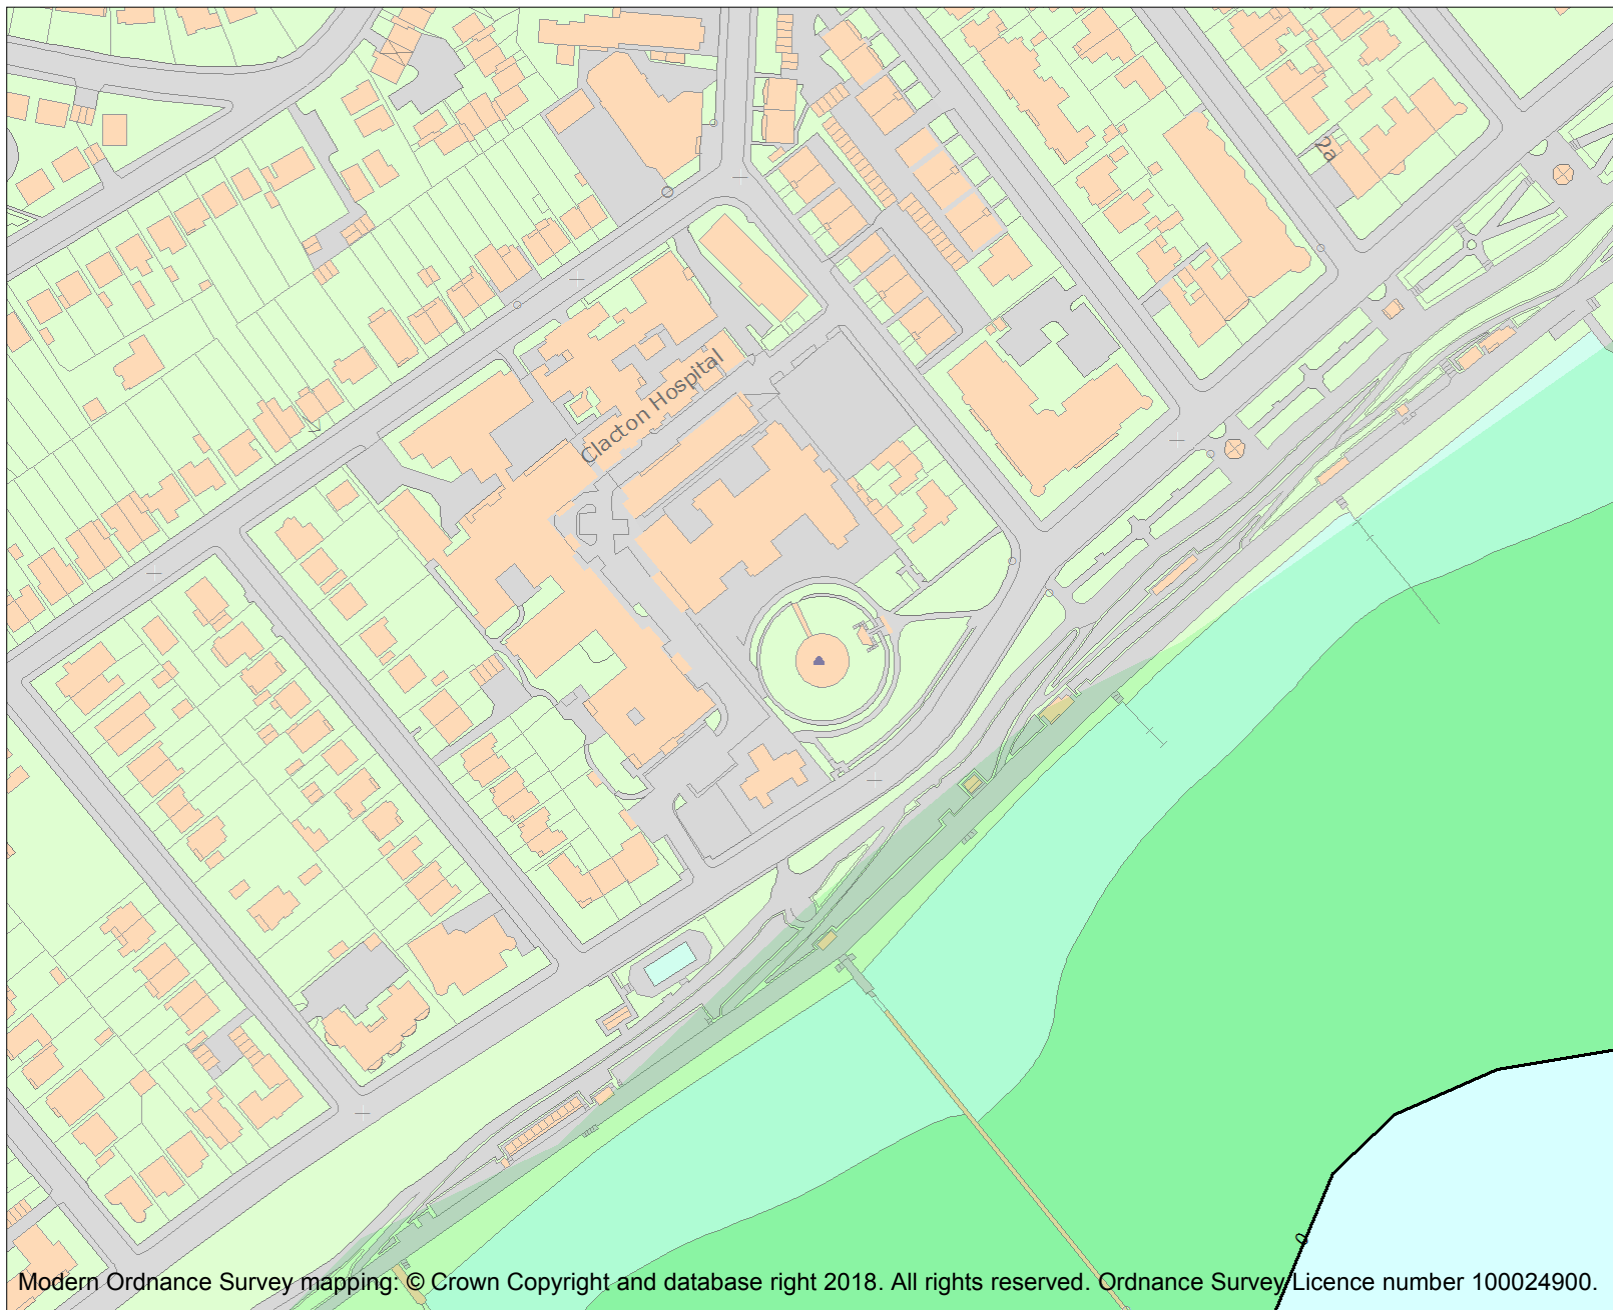 2a
Clacton Hospital
0
Modern Ordnance Survey mapping: © Crown Copyright and database right 2018. All rights reserved. Ordnance Survey Licence number 100024900.